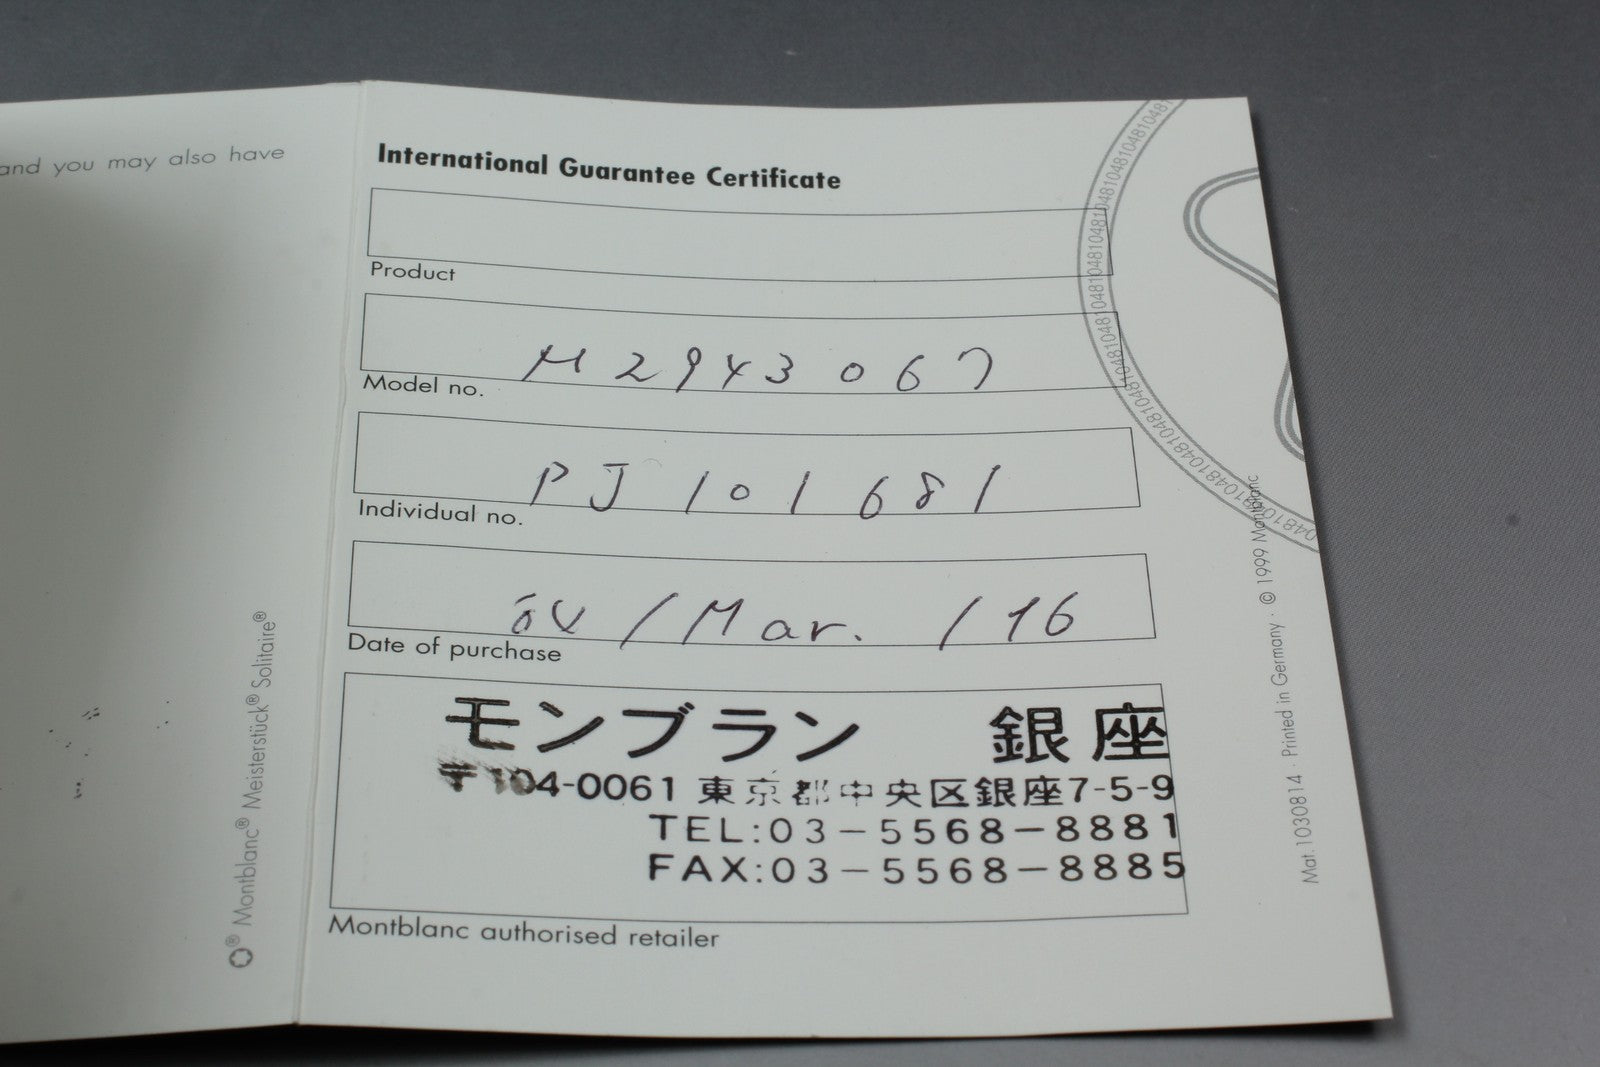 and you may also have
® Montblanc® Meisterstück® Solitaire®
International Guarantee Certificate
Product
M2943067
Model no.
PJ101681
Individual no.
/Mar. /16
Date of purchase
モンブラン 銀座
〒104-0061 東京都中央区銀座7-5-9
TEL:03-5568-8881
FAX:03-5568-8885
Montblanc authorised retailer
Mat.1030814 · Printed in Germany · © 1999 Montblanc